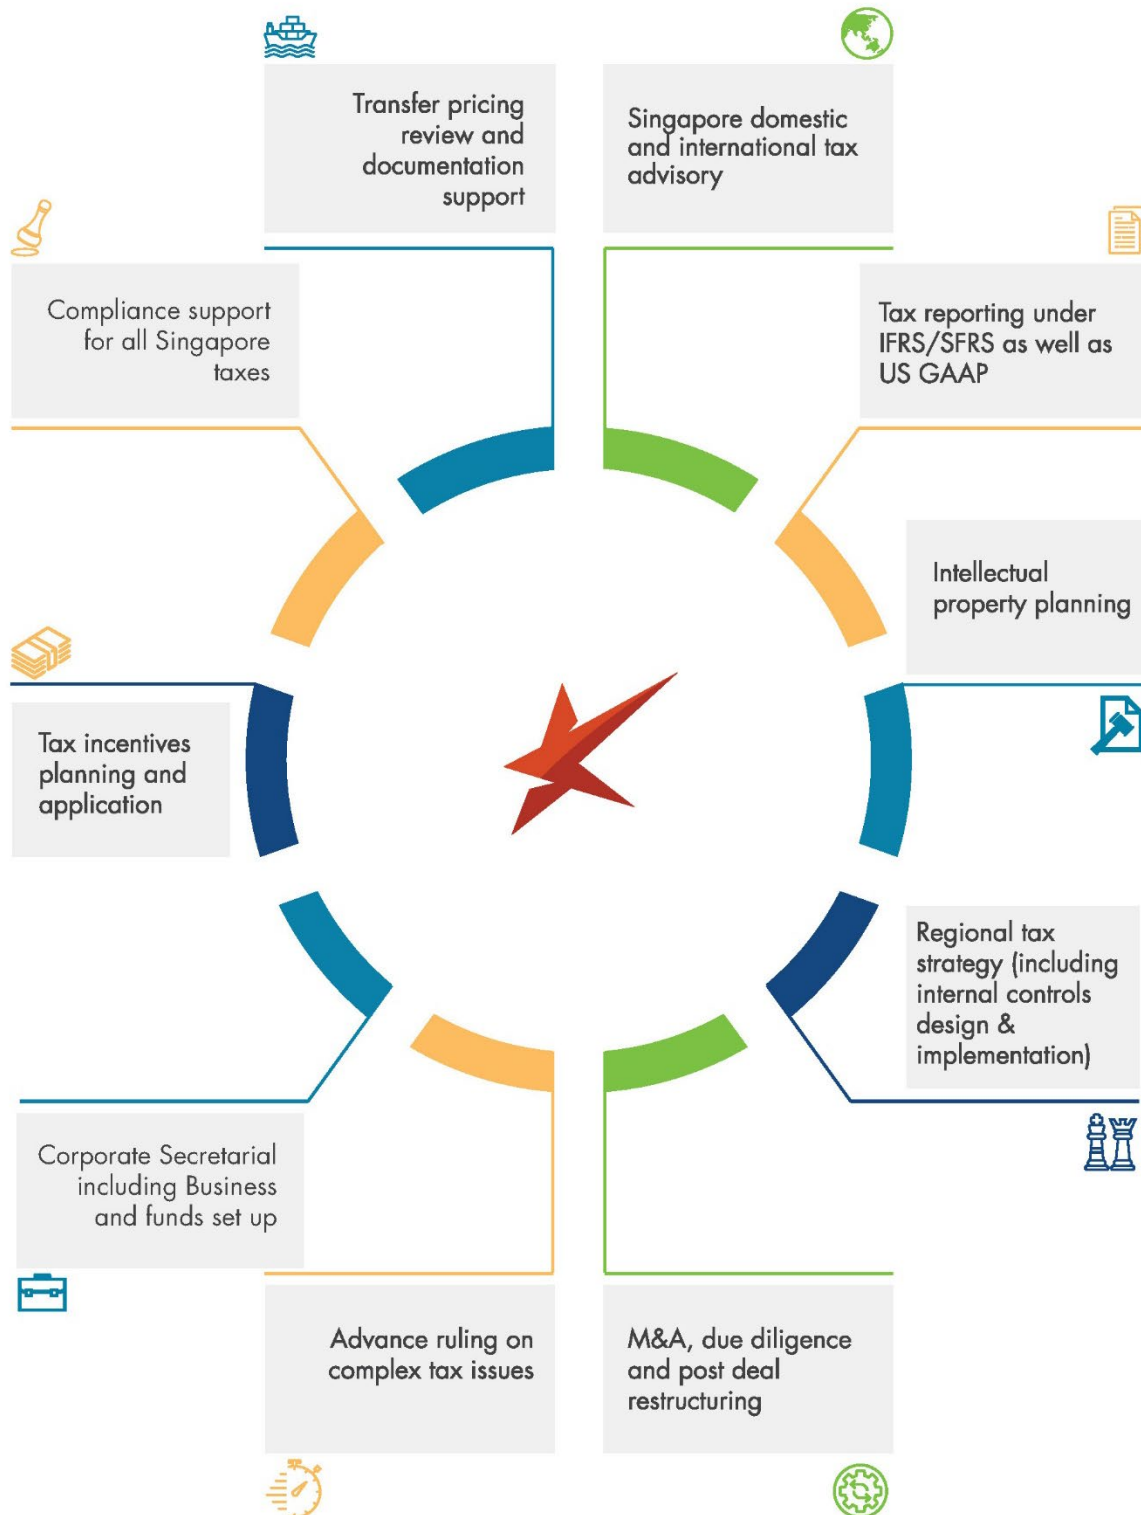 Transfer pricing
review and
documentation
support
Singapore domestic
and international tax
advisory
Compliance support
for all Singapore
taxes
Tax reporting under
IFRS/SFRS as well as
US GAAP
Intellectual
property planning
Tax incentives
planning and
application
Regional tax
strategy (including
internal controls
design &
implementation)
Corporate Secretarial
including Business
and funds set up
Advance ruling on
complex tax issues
M&A, due diligence
and post deal
restructuring